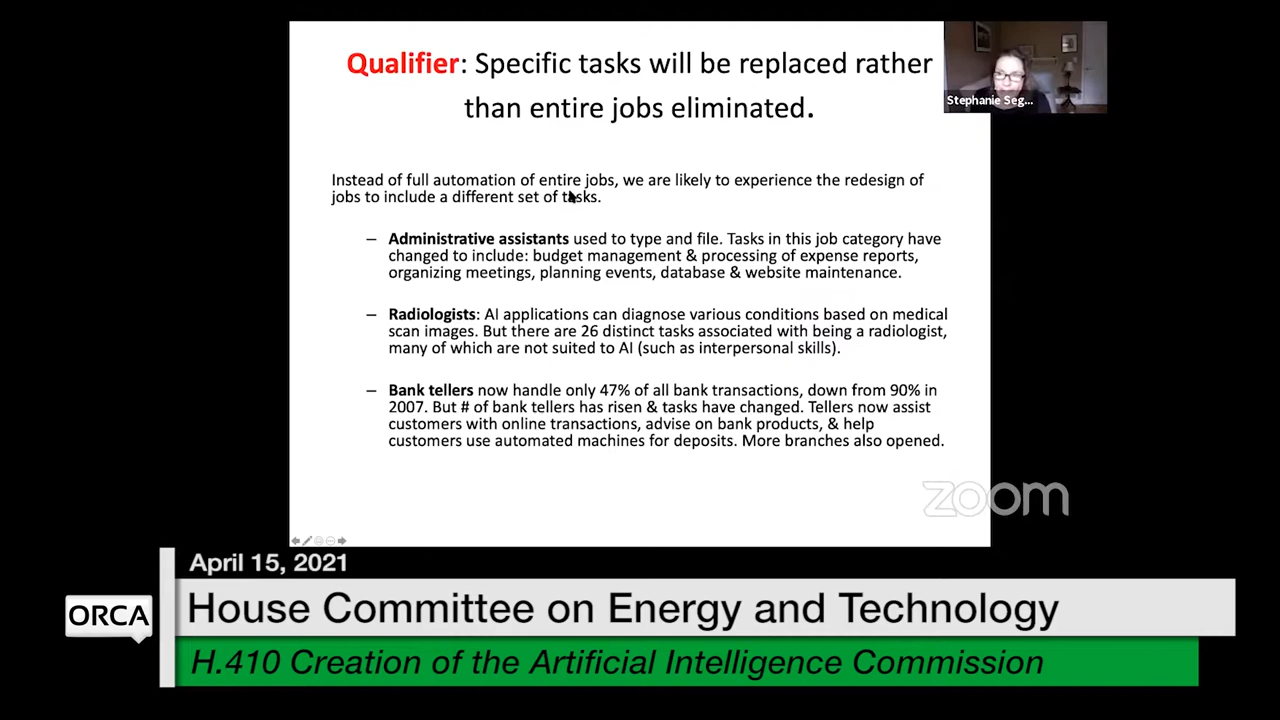 Qualifier: Specific tasks will be replaced rather
than entire jobs eliminated.
Stephanie Seg...
Instead of full automation of entire jobs, we are likely to experience the redesign of
jobs to include a different set of tasks.
– Administrative assistants used to type and file. Tasks in this job category have
changed to include: budget management & processing of expense reports,
organizing meetings, planning events, database & website maintenance.
– Radiologists: AI applications can diagnose various conditions based on medical
scan images. But there are 26 distinct tasks associated with being a radiologist,
many of which are not suited to AI (such as interpersonal skills).
– Bank tellers now handle only 47% of all bank transactions, down from 90% in
2007. But # of bank tellers has risen & tasks have changed. Tellers now assist
customers with online transactions, advise on bank products, & help
customers use automated machines for deposits. More branches also opened.
zoom
April 15, 2021
ORCA
House Committee on Energy and Technology
H.410 Creation of the Artificial Intelligence Commission